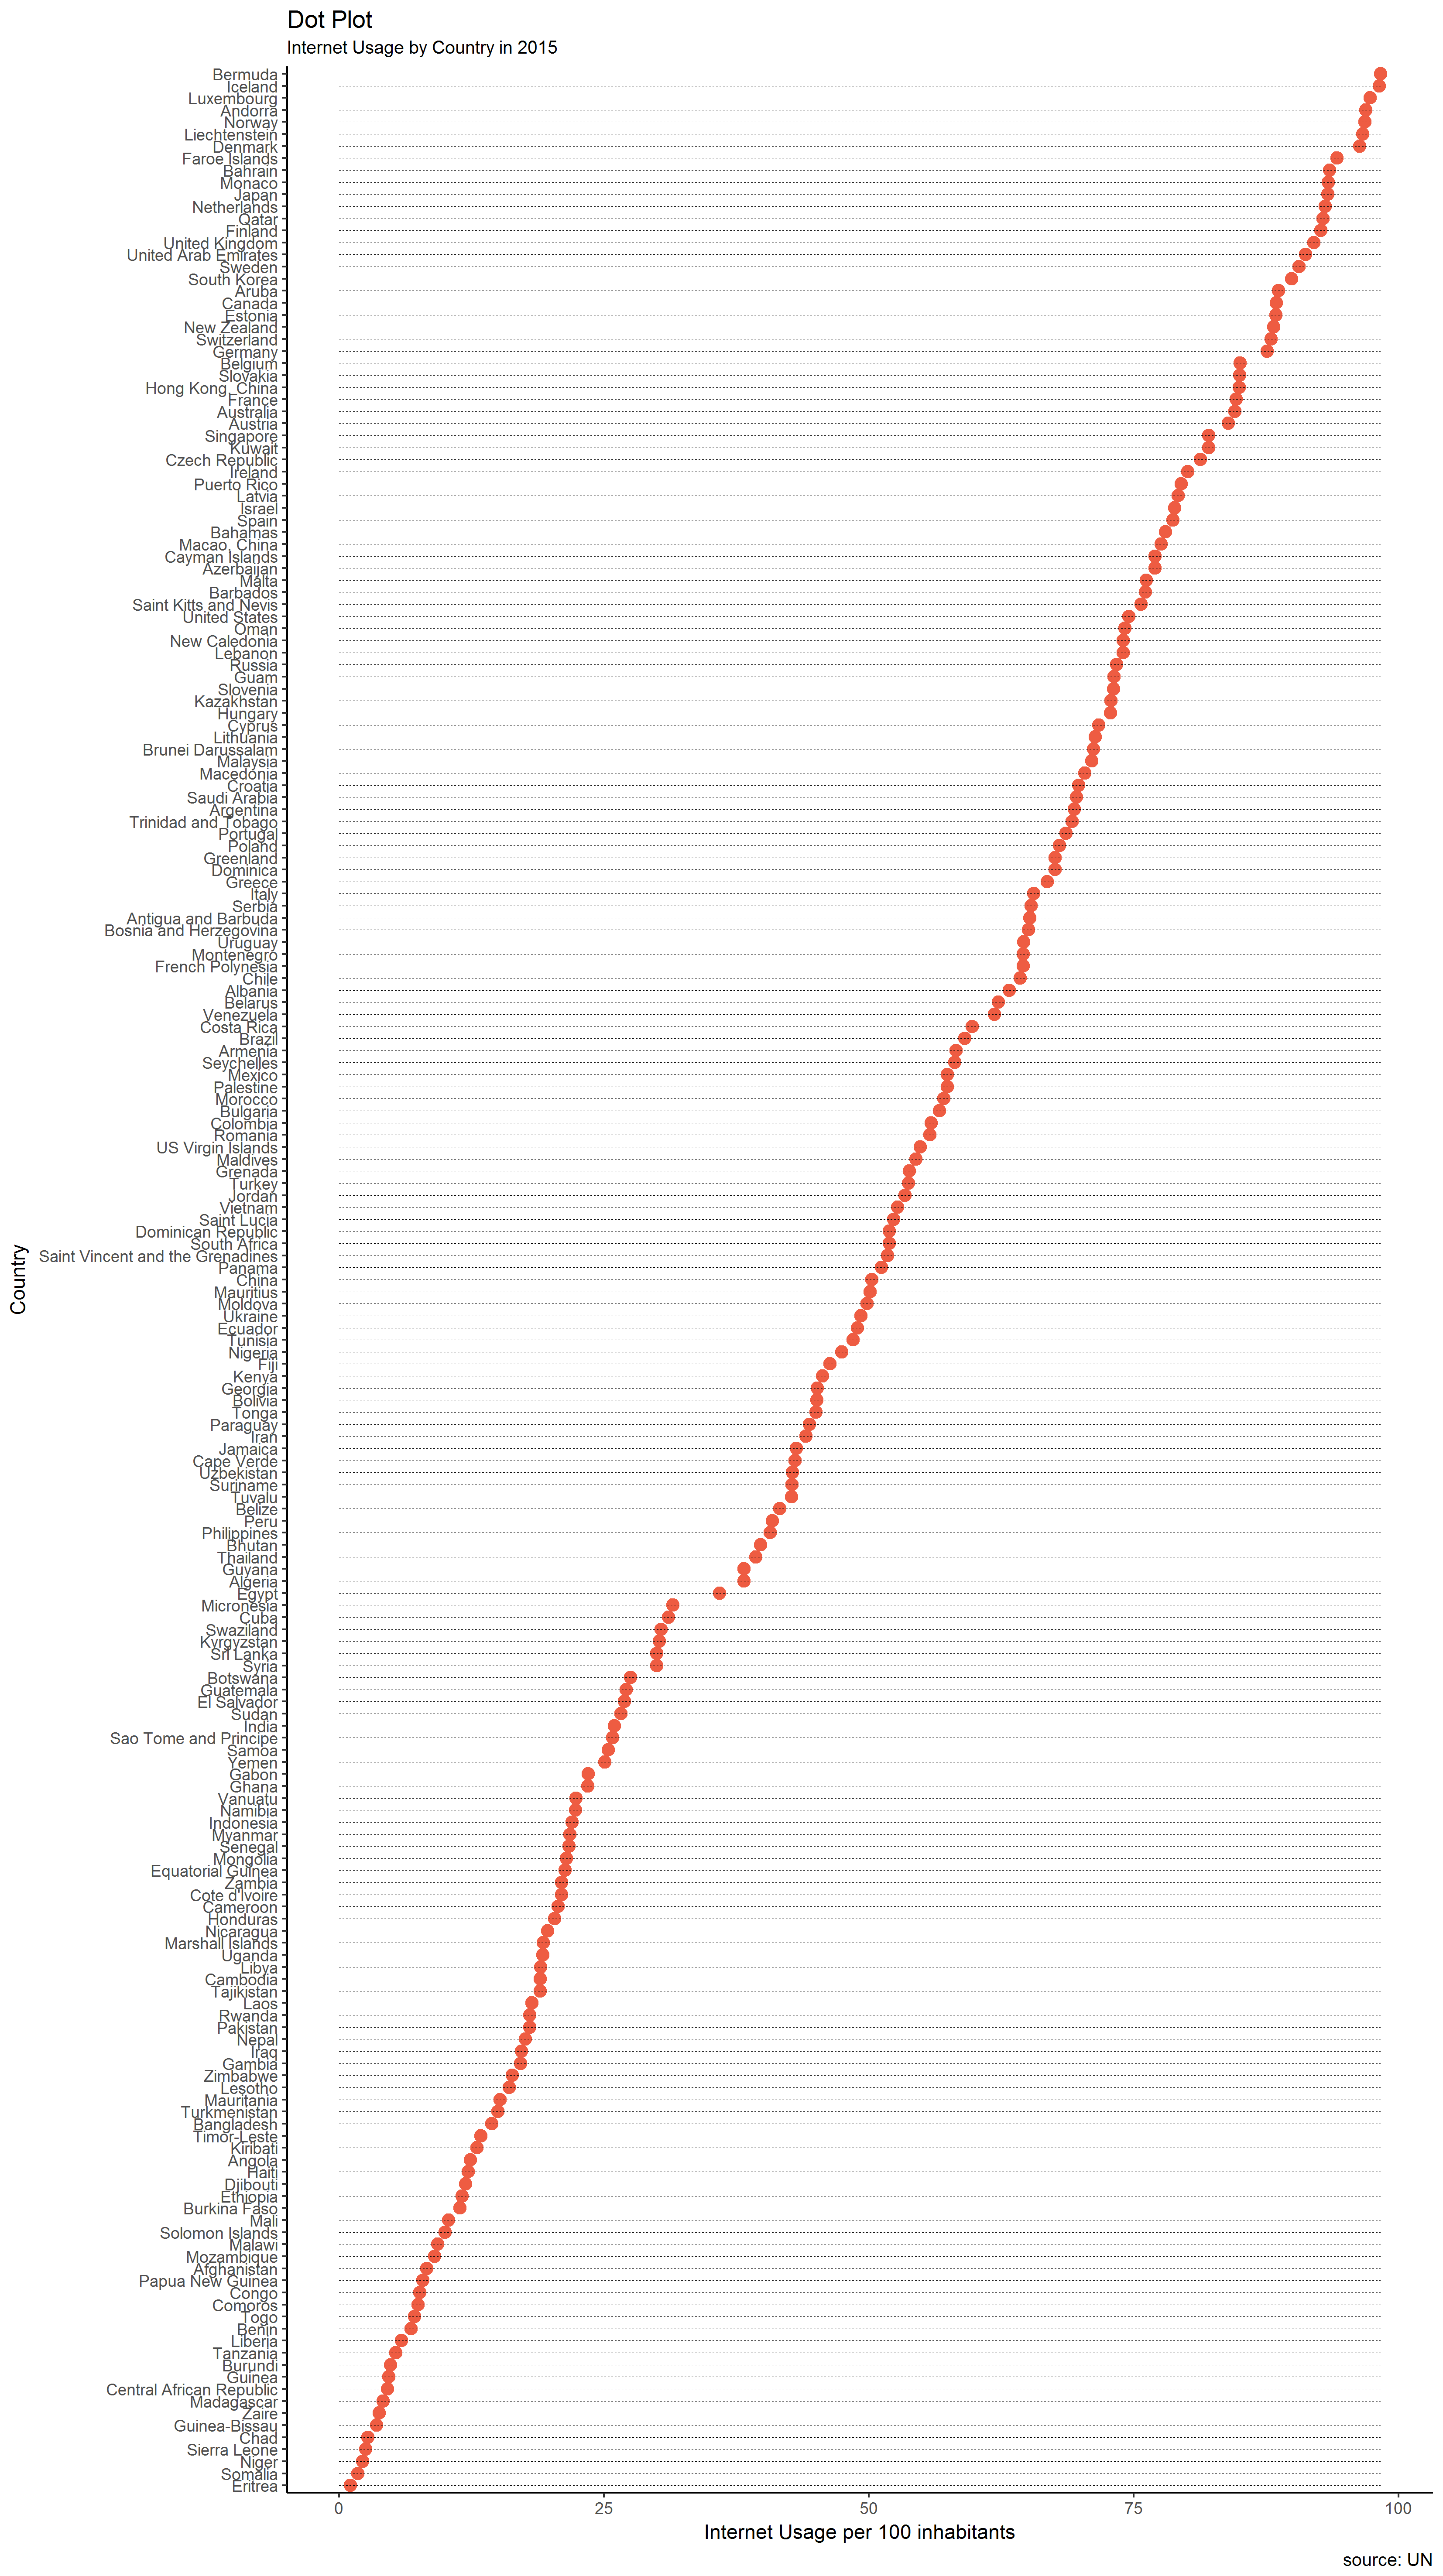 Dot Plot
Internet Usage by Country in 2015
Bermuda
Iceland
Luxembourg
Andorra
Norway
Liechtenstein
Denmark
Faroe Islands
Bahrain
Monaco
Japan
Netherlands
Qatar
Finland
United Kingdom
United Arab Emirates
Sweden
South Korea
Aruba
Canada
Estonia
New Zealand
Switzerland
Germany
Belgium
Slovakia
Hong Kong, China
France
Australia
Austria
Singapore
Kuwait
Czech Republic
Ireland
Puerto Rico
Latvia
Israel
Spain
Bahamas
Macao, China
Cayman Islands
Azerbaijan
Malta
Barbados
Saint Kitts and Nevis
United States
Oman
New Caledonia
Lebanon
Russia
Guam
Slovenia
Kazakhstan
Hungary
Cyprus
Lithuania
Brunei Darussalam
Malaysia
Macedonia
Croatia
Saudi Arabia
Argentina
Trinidad and Tobago
Portugal
Poland
Greenland
Dominica
Greece
Italy
Serbia
Antigua and Barbuda
Bosnia and Herzegovina
Uruguay
Montenegro
French Polynesia
Chile
Albania
Belarus
Venezuela
Costa Rica
Brazil
Armenia
Seychelles
Mexico
Palestine
Morocco
Bulgaria
Colombia
Romania
US Virgin Islands
Maldives
Grenada
Turkey
Jordan
Vietnam
Saint Lucia
Dominican Republic
South Africa
Saint Vincent and the Grenadines
Panama
China
Mauritius
Moldova
Ukraine
Ecuador
Tunisia
Nigeria
Fiji
Kenya
Georgia
Bolivia
Tonga
Paraguay
Iran
Jamaica
Cape Verde
Uzbekistan
Suriname
Tuvalu
Belize
Peru
Philippines
Bhutan
Thailand
Guyana
Algeria
Egypt
Micronesia
Cuba
Swaziland
Kyrgyzstan
Sri Lanka
Syria
Botswana
Guatemala
El Salvador
Sudan
India
Sao Tome and Principe
Samoa
Yemen
Gabon
Ghana
Vanuatu
Namibia
Indonesia
Myanmar
Senegal
Mongolia
Equatorial Guinea
Zambia
Cote d'Ivoire
Cameroon
Honduras
Nicaragua
Marshall Islands
Uganda
Libya
Cambodia
Tajikistan
Laos
Rwanda
Pakistan
Nepal
Iraq
Gambia
Zimbabwe
Lesotho
Mauritania
Turkmenistan
Bangladesh
Timor-Leste
Kiribati
Angola
Haiti
Djibouti
Ethiopia
Burkina Faso
Mali
Solomon Islands
Malawi
Mozambique
Afghanistan
Papua New Guinea
Congo
Comoros
Togo
Benin
Liberia
Tanzania
Burundi
Guinea
Central African Republic
Madagascar
Zaire
Guinea-Bissau
Chad
Sierra Leone
Niger
Somalia
Eritrea
Country
0 25 50 75 100
Internet Usage per 100 inhabitants
source: UN